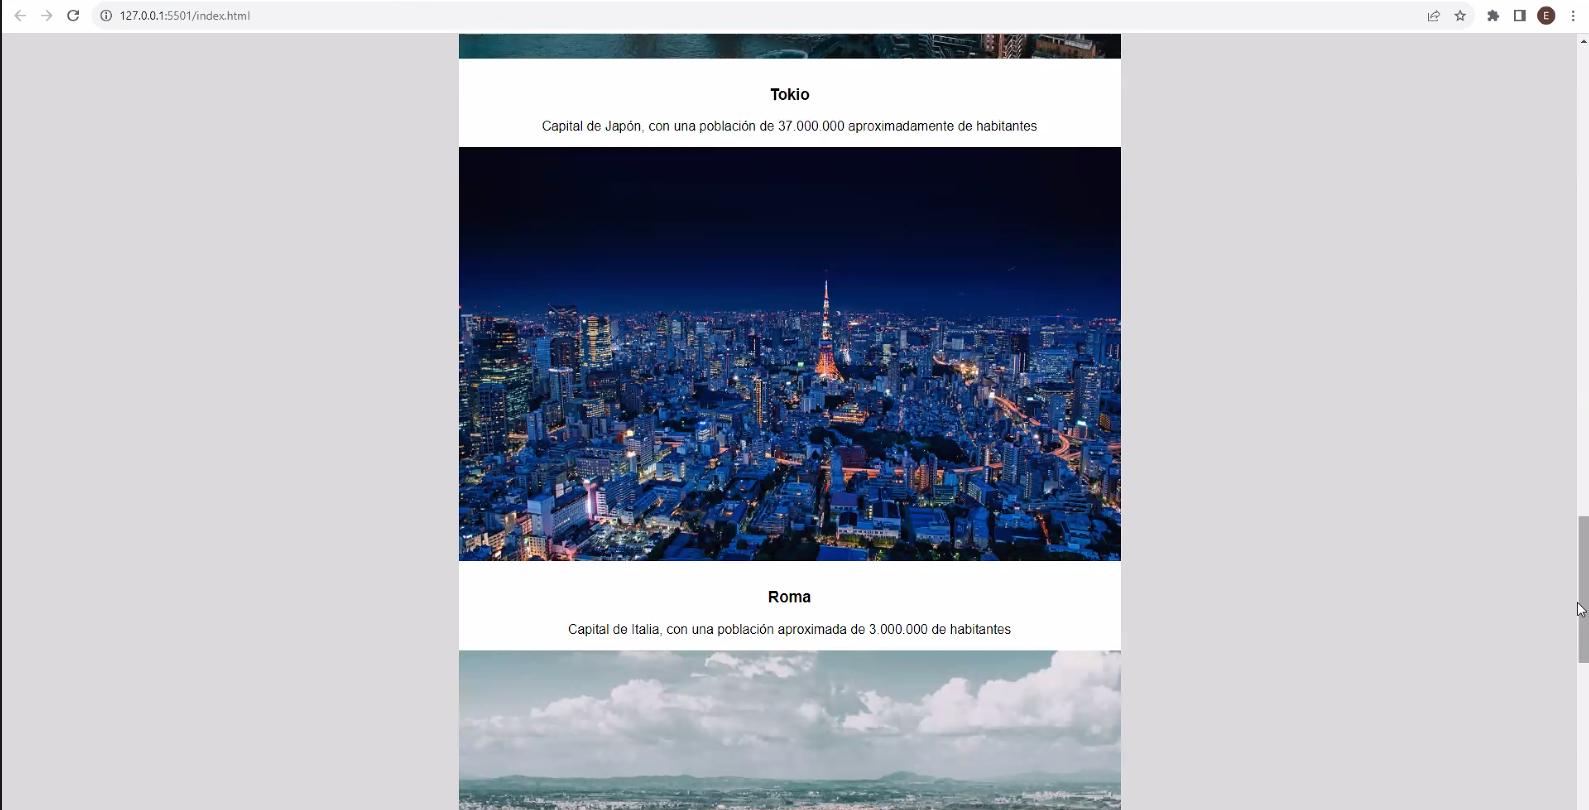 127.0.0.1:5501/index.html
E
Tokio
Capital de Japón, con una población de 37.000.000 aproximadamente de habitantes
Roma
Capital de Italia, con una población aproximada de 3.000.000 de habitantes